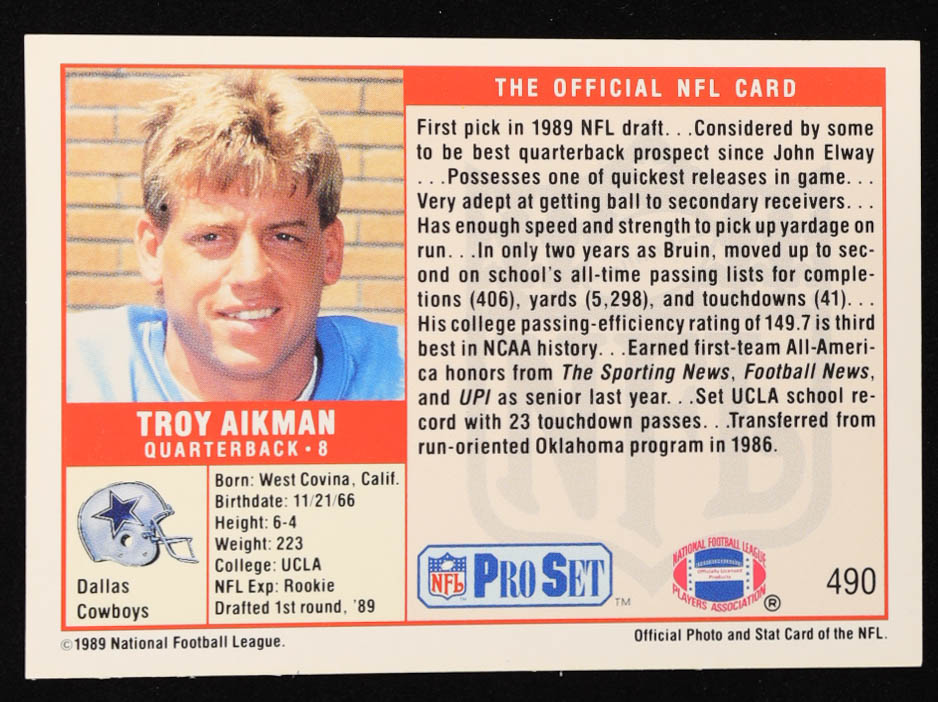 THE OFFICIAL NFL CARD
First pick in 1989 NFL draft. . .Considered by some
to be best quarterback prospect since John Elway
. . .Possesses one of quickest releases in game. . .
Very adept at getting ball to secondary receivers. . .
Has enough speed and strength to pick up yardage on
run. . .In only two years as Bruin, moved up to sec-
ond on school's all-time passing lists for comple-
tions (406), yards (5,298), and touchdowns (41). . .
His college passing-efficiency rating of 149.7 is third
best in NCAA history. . .Earned first-team All-Ameri-
ca honors from The Sporting News, Football News,
and UPI as senior last year. . .Set UCLA school re-
cord with 23 touchdown passes. . .Transferred from
run-oriented Oklahoma program in 1986.
TROY AIKMAN
QUARTERBACK • 8
Dallas
Cowboys
Born: West Covina, Calif.
Birthdate: 11/21/66
Height: 6-4
Weight: 223
College: UCLA
NFL Exp: Rookie
Drafted 1st round, '89
NFL
PRO SET
TM
NATIONAL FOOTBALL LEAGUE
Officially Licensed
Products
PLAYERS ASSOCIATION
®
490
NFL
©1989 National Football League.
Official Photo and Stat Card of the NFL.